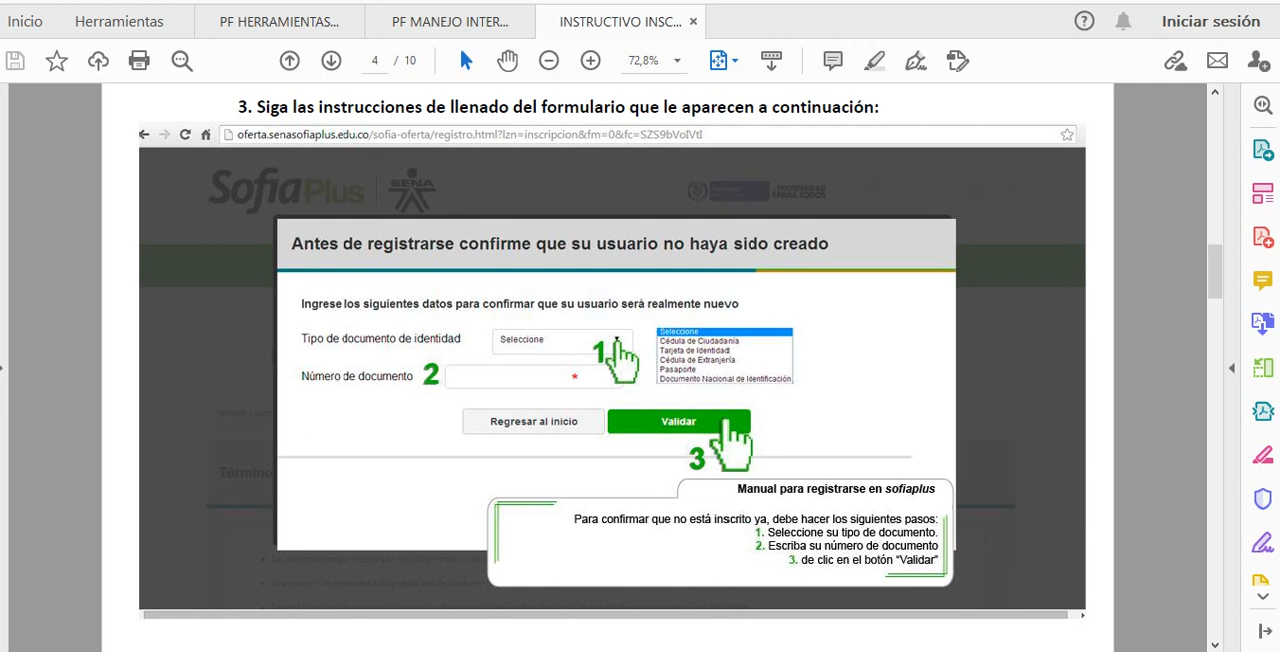 Inicio Herramientas PF HERRAMIENTAS... PF MANEJO INTER... INSTRUCTIVO INSC... × Iniciar sesión
4 / 10 72,8%
3. Siga las instrucciones de llenado del formulario que le aparecen a continuación:
oferta.senasofiaplus.edu.co/sofia-oferta/registro.html?lzn=inscripcion&fm=0&fc=SZS9bVoIVtI
Sofia Plus SENA PROSPERIDAD PARA TODOS
Antes de registrarse confirme que su usuario no haya sido creado
Ingrese los siguientes datos para confirmar que su usuario será realmente nuevo
Tipo de documento de identidad Seleccione 1
Seleccione
Cédula de Ciudadanía
Tarjeta de Identidad
Cédula de Extranjería
Pasaporte
Documento Nacional de Identificación
Número de documento 2 *
Regresar al inicio Validar
3
Término
Manual para registrarse en sofiaplus
Para confirmar que no está inscrito ya, debe hacer los siguientes pasos:
1. Seleccione su tipo de documento.
2. Escriba su número de documento
3. de clic en el botón “Validar”